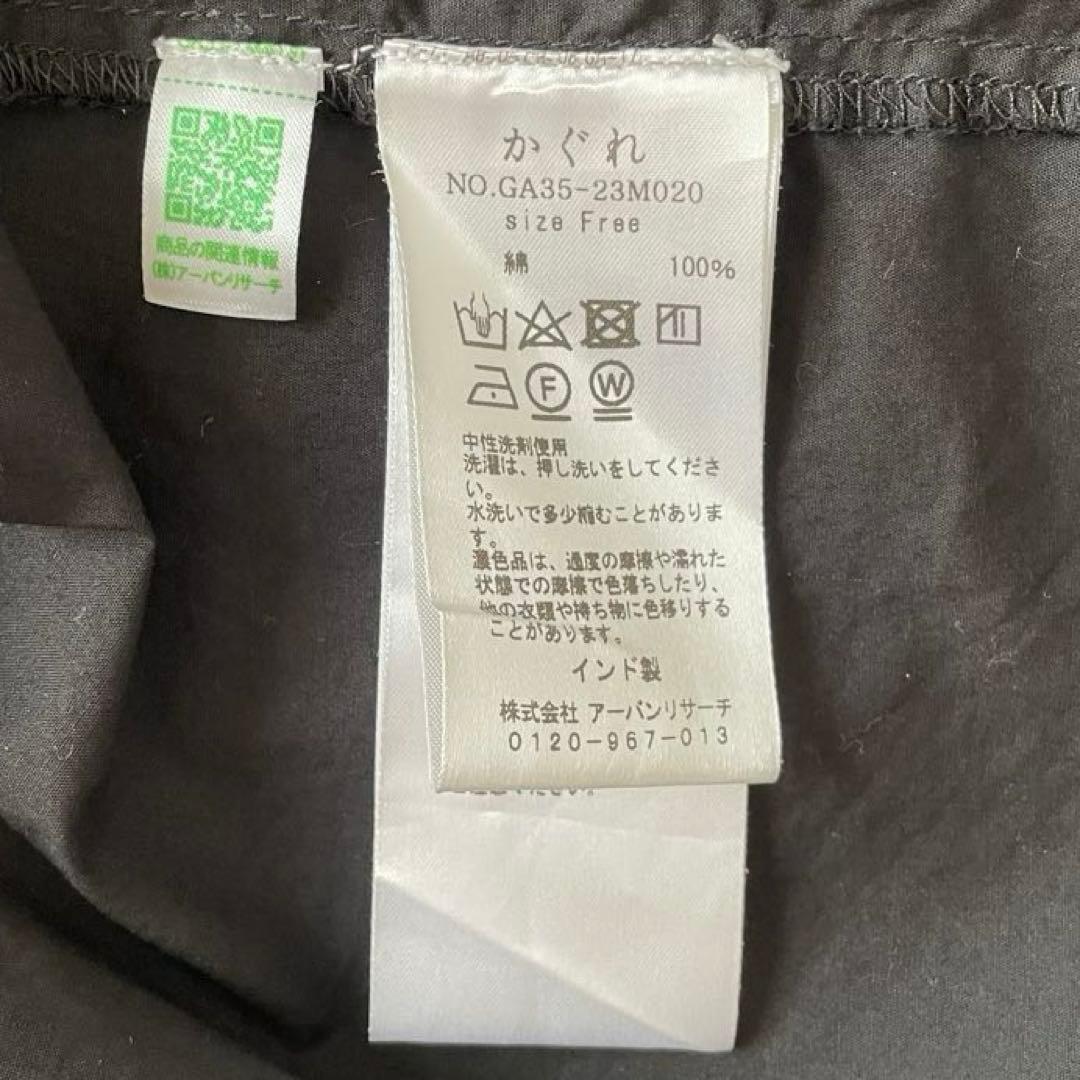 商品の関連情報
(株)アーバンリサーチ
かぐれ
NO.GA35-23M020
size Free
綿 100%
F W
中性洗剤使用
洗濯は、押し洗いをしてくださ
い。
水洗いで多少縮むことがありま
す。
濃色品は、過度の摩擦や濡れた
状態での摩擦で色落ちしたり、
他の衣類や持ち物に色移りする
ことがあります。
インド製
株式会社 アーバンリサーチ
0120-967-013